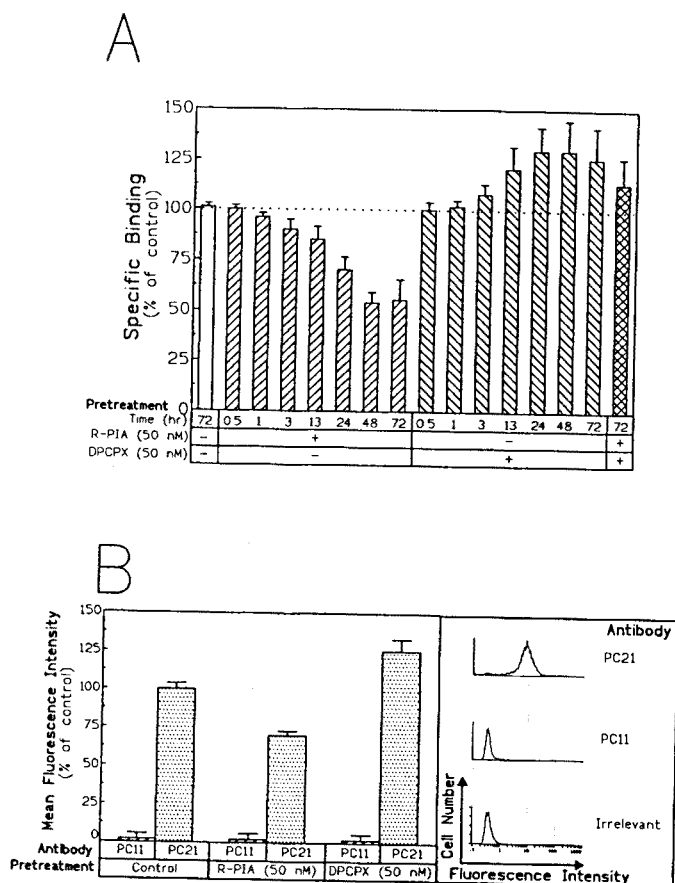 A
150
125
100
75
50
25
0
Specific Binding
(% of control)
Pretreatment
Time (hr) 72 0.5 1 3 13 24 48 72 0.5 1 3 13 24 48 72 72
R-PIA (50 nM) - + - +
DPCPX (50 nM) - - + +
B
150
125
100
75
50
25
0
Mean Fluorescence Intensity
(% of control)
Antibody PC11 PC21 PC11 PC21 PC11 PC21
Pretreatment Control R-PIA (50 nM) DPCPX (50 nM)
Antibody
PC21
PC11
Irrelevant
Cell Number
Fluorescence Intensity